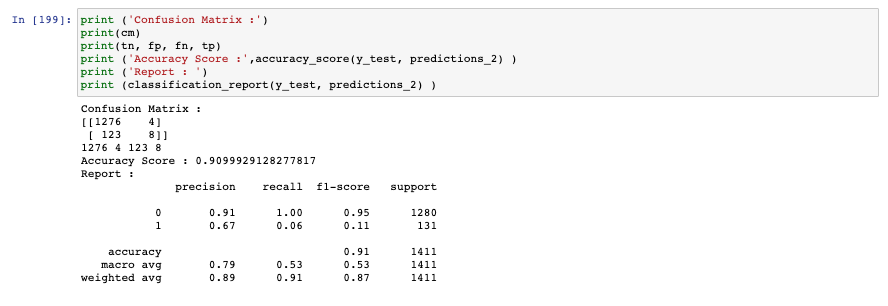 In [199]: print ('Confusion Matrix :')
print(cm)
print(tn, fp, fn, tp)
print ('Accuracy Score :',accuracy_score(y_test, predictions_2) )
print ('Report : ')
print (classification_report(y_test, predictions_2) )
Confusion Matrix :
[[1276    4]
 [ 123    8]]
1276 4 123 8
Accuracy Score : 0.9099929128277817
Report :
              precision    recall  f1-score   support
           0       0.91      1.00      0.95      1280
           1       0.67      0.06      0.11       131
    accuracy                           0.91      1411
   macro avg       0.79      0.53      0.53      1411
weighted avg       0.89      0.91      0.87      1411